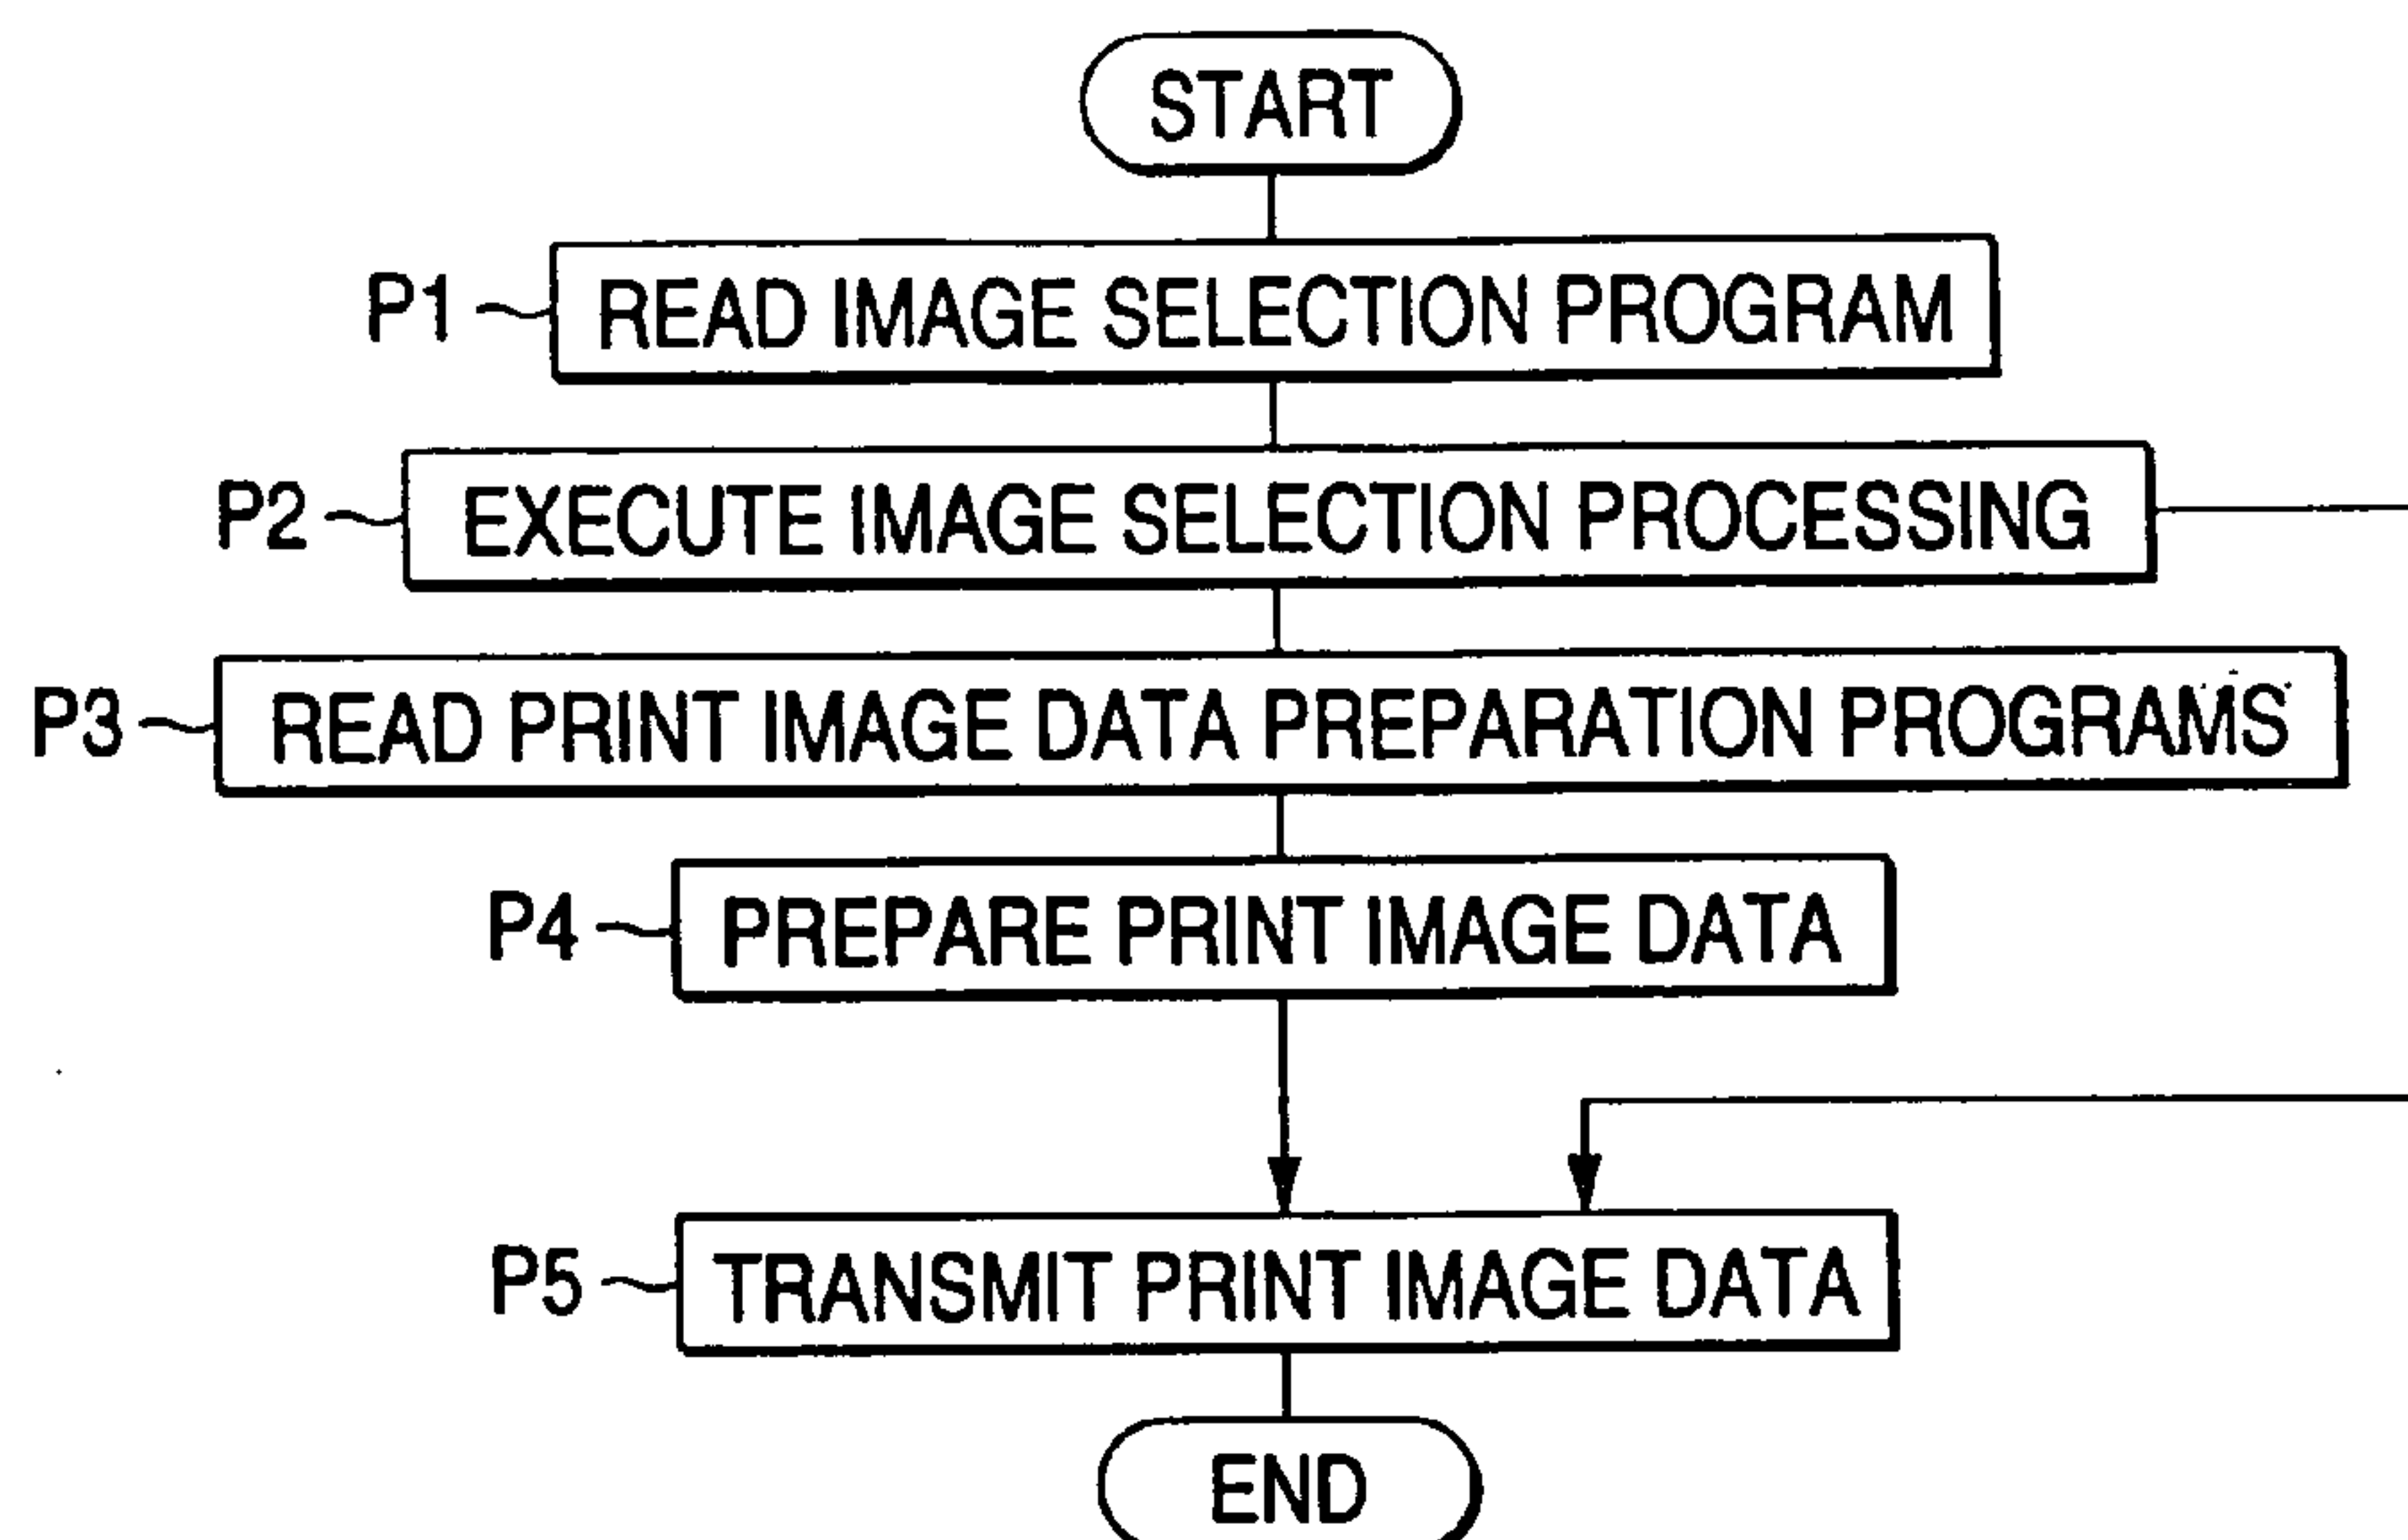 START
P1 READ IMAGE SELECTION PROGRAM
P2 EXECUTE IMAGE SELECTION PROCESSING
P3 READ PRINT IMAGE DATA PREPARATION PROGRAMS
P4 PREPARE PRINT IMAGE DATA
P5 TRANSMIT PRINT IMAGE DATA
END